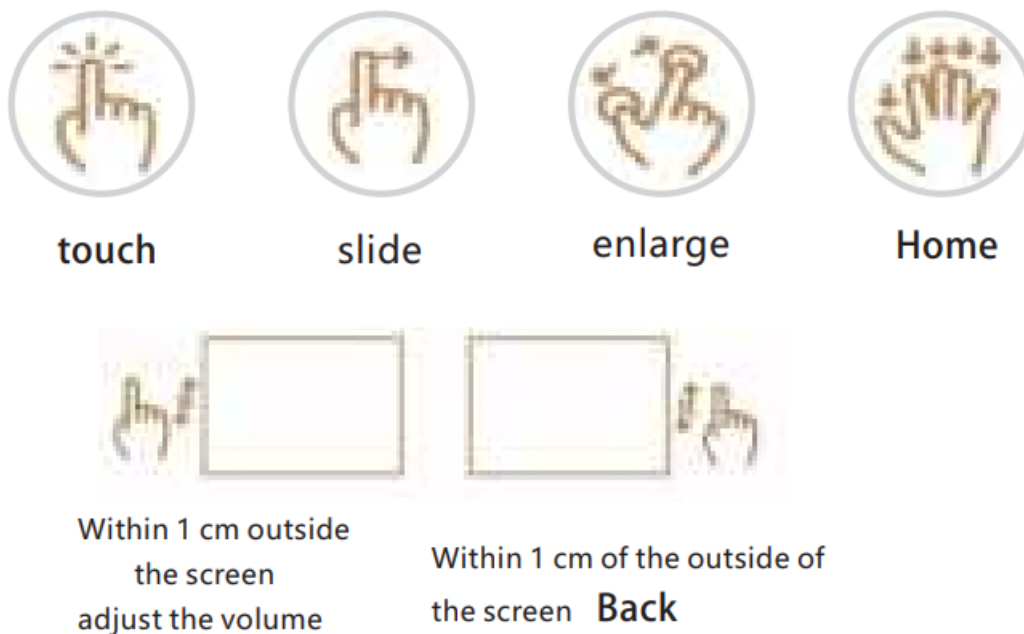 touch
slide
enlarge
Home
Within 1 cm outside
the screen
adjust the volume
Within 1 cm of the outside of
the screen Back